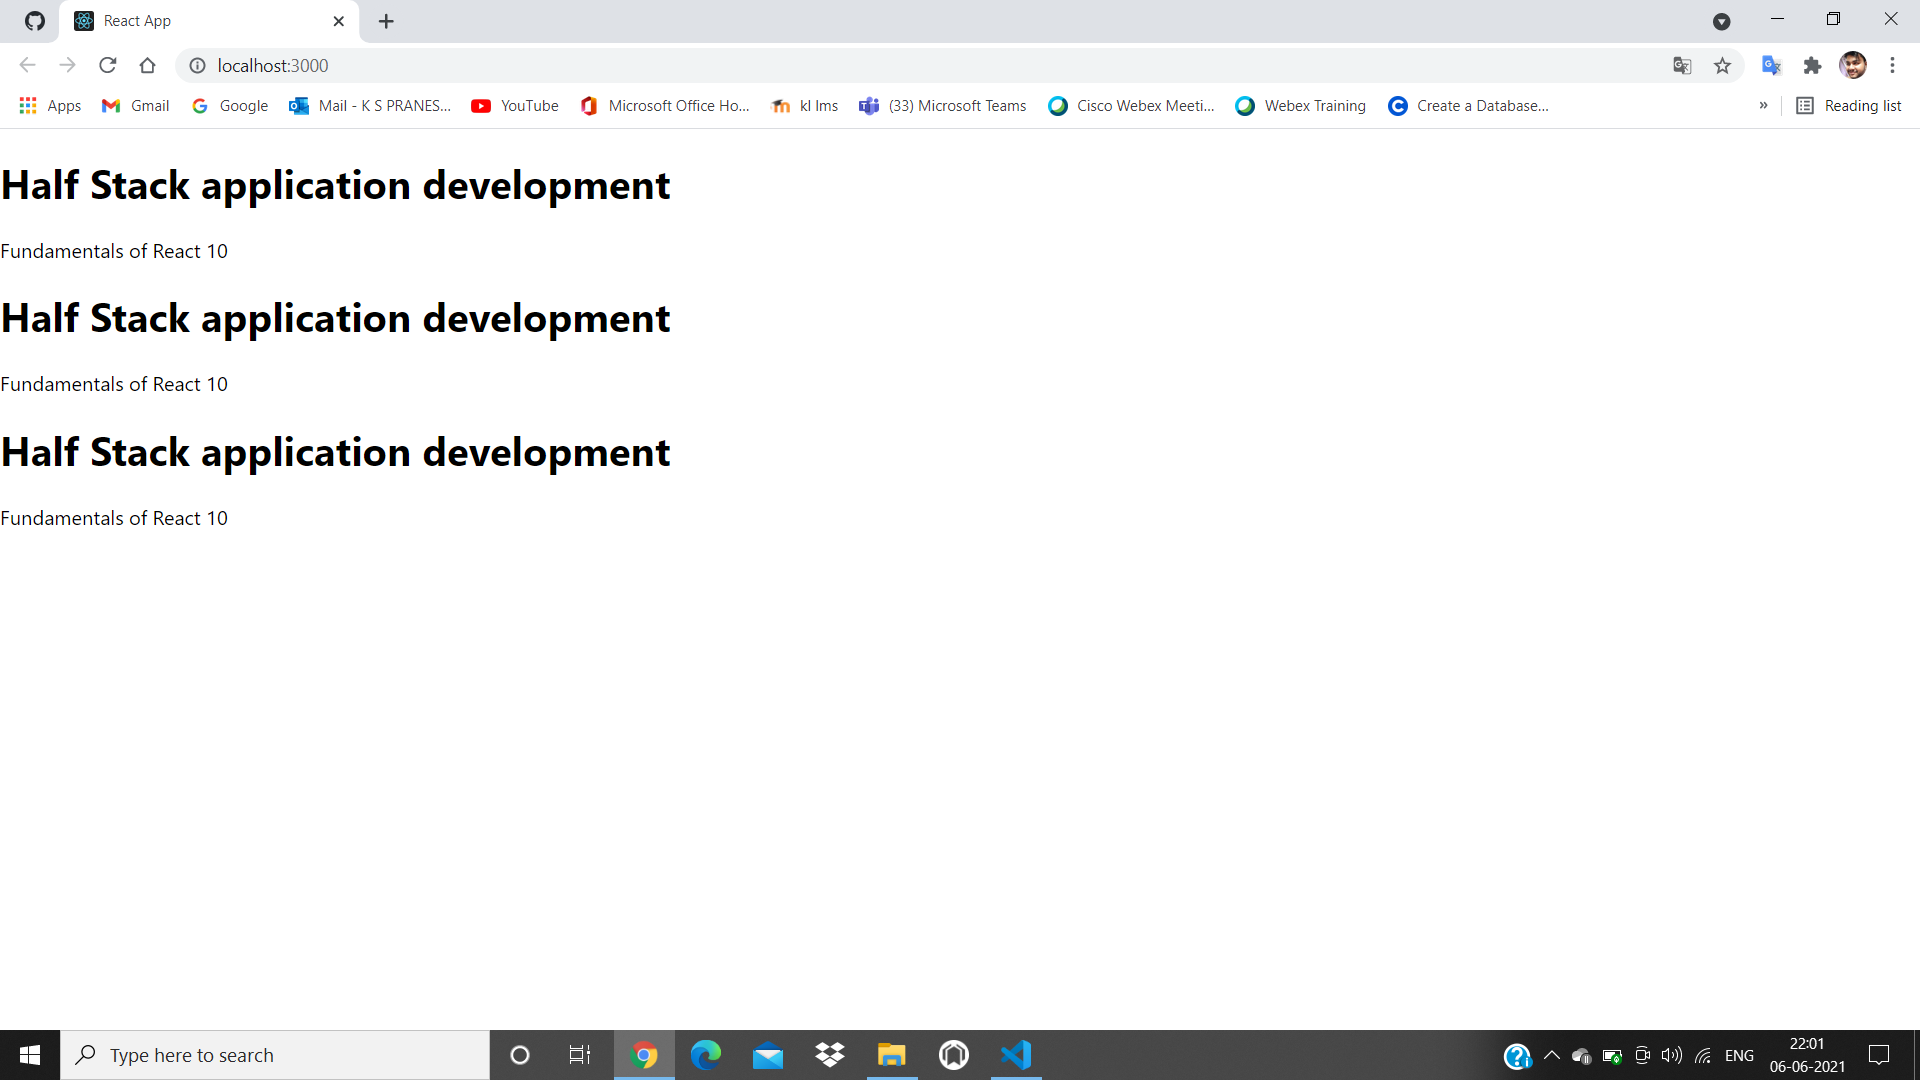 React App
localhost:3000
Apps Gmail Google Mail - K S PRANES... YouTube Microsoft Office Ho... kl lms (33) Microsoft Teams Cisco Webex Meeti... Webex Training Create a Database... » Reading list
Half Stack application development
Fundamentals of React 10
Half Stack application development
Fundamentals of React 10
Half Stack application development
Fundamentals of React 10
Type here to search
ENG
22:01
06-06-2021